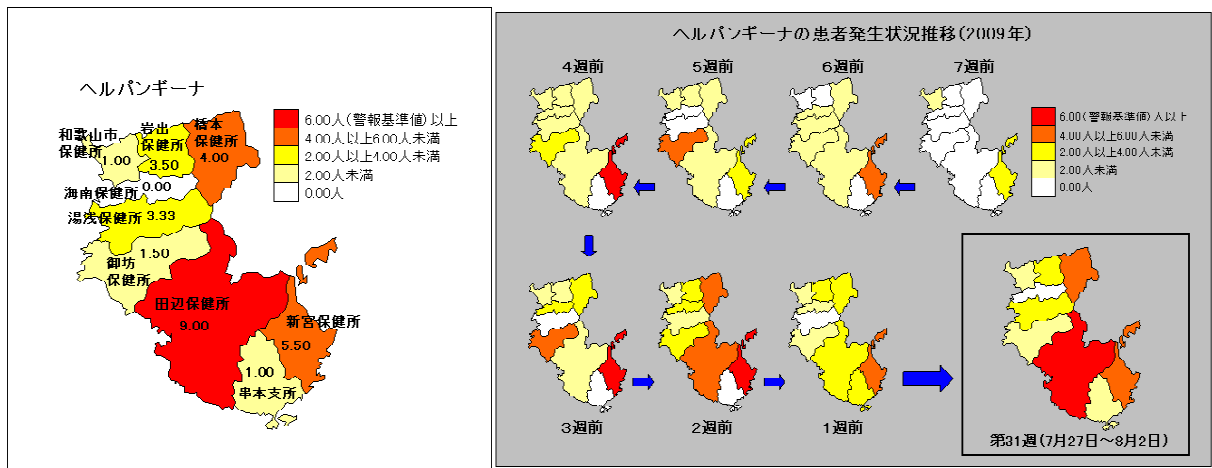 ヘルパンギーナ
6.00人(警報基準値)以上
4.00人以上6.00人未満
2.00人以上4.00人未満
2.00人未満
0.00人
和歌山市
保健所
1.00
岩出
保健所
3.50
橋本
保健所
4.00
0.00
海南保健所
3.33
湯浅保健所
1.50
御坊
保健所
田辺保健所
9.00
新宮保健所
5.50
1.00
串本支所
ヘルパンギーナの患者発生状況推移(2009年)
4週前
5週前
6週前
7週前
6.00(警報基準値)人以上
4.00人以上6.00人未満
2.00人以上4.00人未満
2.00人未満
0.00人
3週前
2週前
1週前
第31週(7月27日～8月2日)